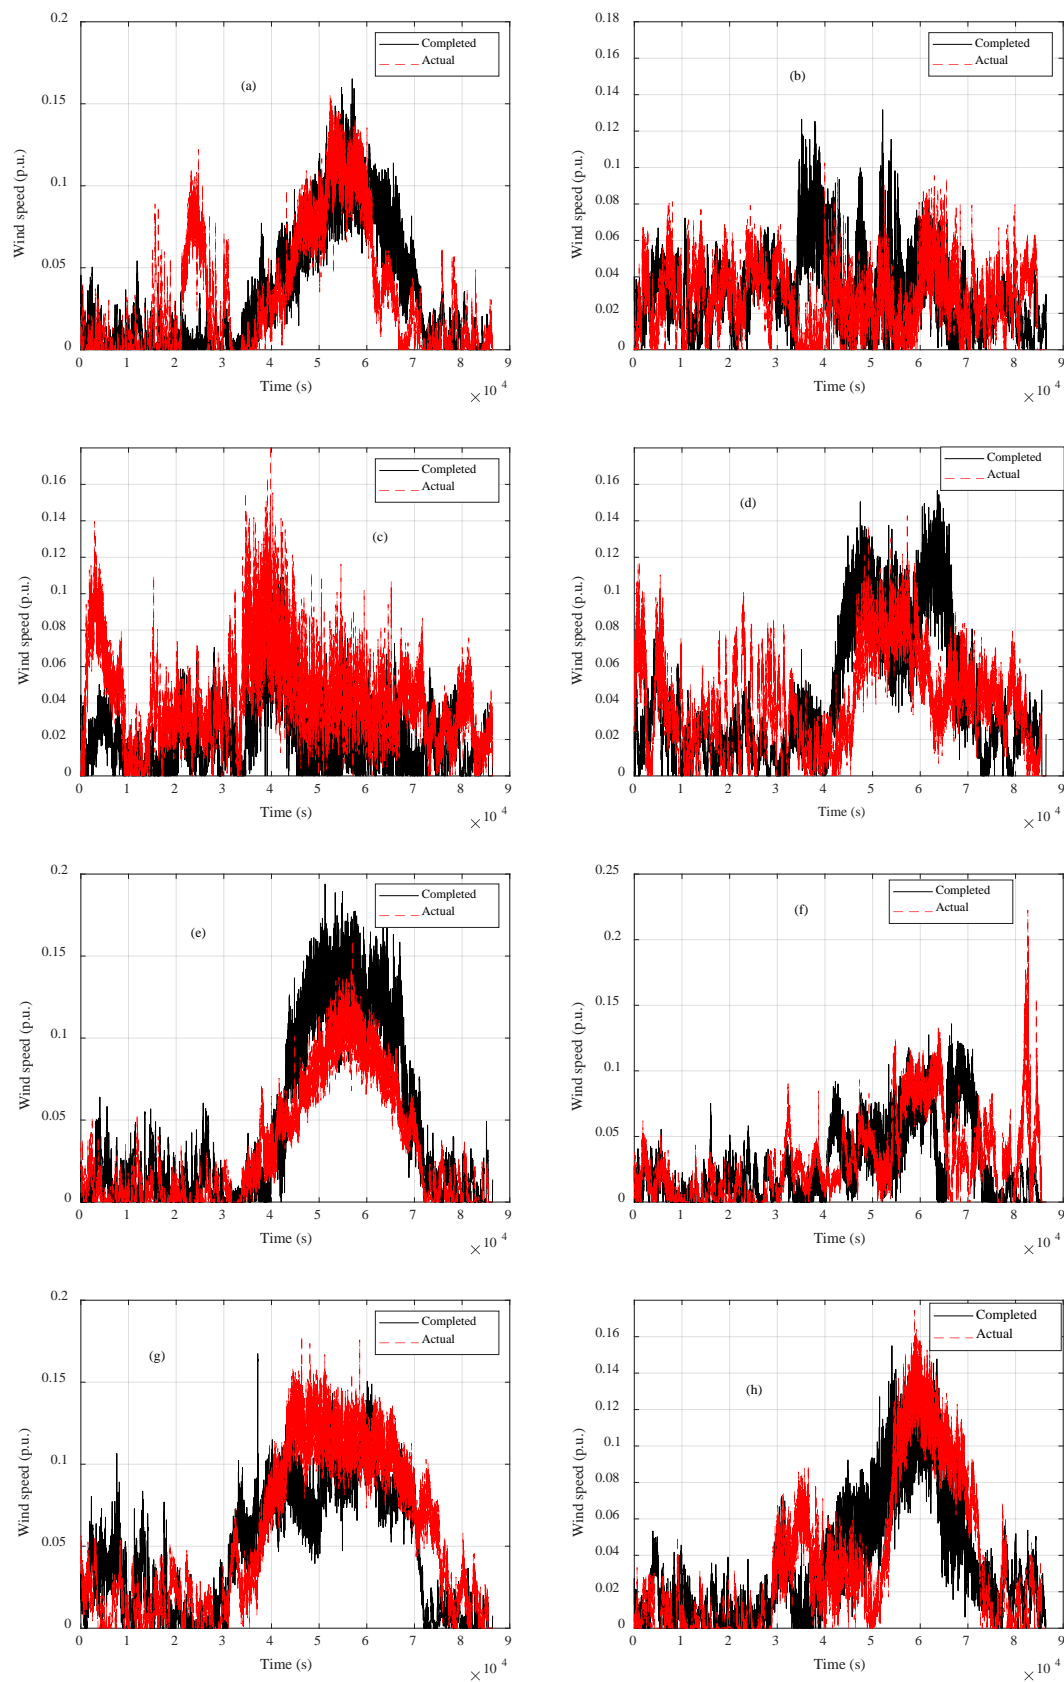 0.2
0.15
0.1
0.05
0
Wind speed (p.u.)
(a)
Completed
Actual
0 1 2 3 4 5 6 7 8 9
Time (s)
× 10 4
0.18
0.16
0.14
0.12
0.1
0.08
0.06
0.04
0.02
0
Wind speed (p.u.)
(b)
Completed
Actual
0 1 2 3 4 5 6 7 8 9
Time (s)
× 10 4
0.16
0.14
0.12
0.1
0.08
0.06
0.04
0.02
0
Wind speed (p.u.)
(c)
Completed
Actual
0 1 2 3 4 5 6 7 8 9
Time (s)
× 10 4
0.16
0.14
0.12
0.1
0.08
0.06
0.04
0.02
0
Wind speed (p.u.)
(d)
Completed
Actual
0 1 2 3 4 5 6 7 8 9
Time (s)
× 10 4
0.2
0.15
0.1
0.05
0
Wind speed (p.u.)
(e)
Completed
Actual
0 1 2 3 4 5 6 7 8 9
Time (s)
× 10 4
0.25
0.2
0.15
0.1
0.05
0
Wind speed (p.u.)
(f)
Completed
Actual
0 1 2 3 4 5 6 7 8 9
Time (s)
× 10 4
0.2
0.15
0.1
0.05
0
Wind speed (p.u.)
(g)
Completed
Actual
0 1 2 3 4 5 6 7 8 9
Time (s)
× 10 4
0.16
0.14
0.12
0.1
0.08
0.06
0.04
0.02
0
Wind speed (p.u.)
(h)
Completed
Actual
0 1 2 3 4 5 6 7 8 9
Time (s)
× 10 4